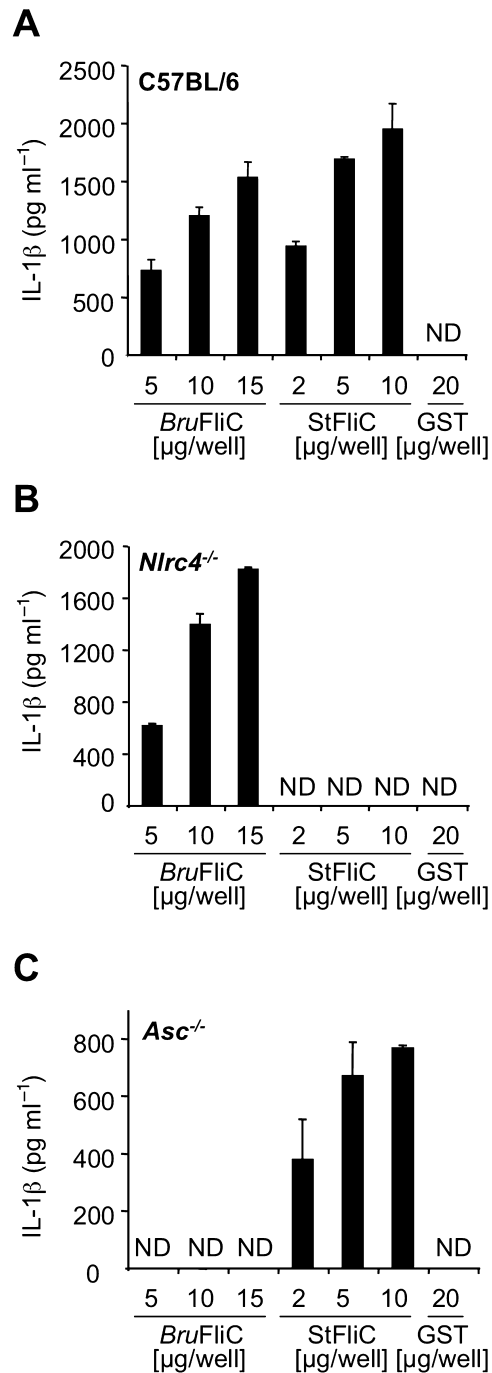 A
C57BL/6
IL-1β (pg ml⁻¹)
2500
2000
1500
1000
500
0
ND
5 10 15 2 5 10 20
BruFliC StFliC GST
[µg/well] [µg/well] [µg/well]
B
Nlrc4-/-
IL-1β (pg ml⁻¹)
2000
1600
1200
800
400
0
ND ND ND ND
5 10 15 2 5 10 20
BruFliC StFliC GST
[µg/well] [µg/well] [µg/well]
C
Asc-/-
IL-1β (pg ml⁻¹)
800
600
400
200
0
ND ND ND ND
5 10 15 2 5 10 20
BruFliC StFliC GST
[µg/well] [µg/well] [µg/well]